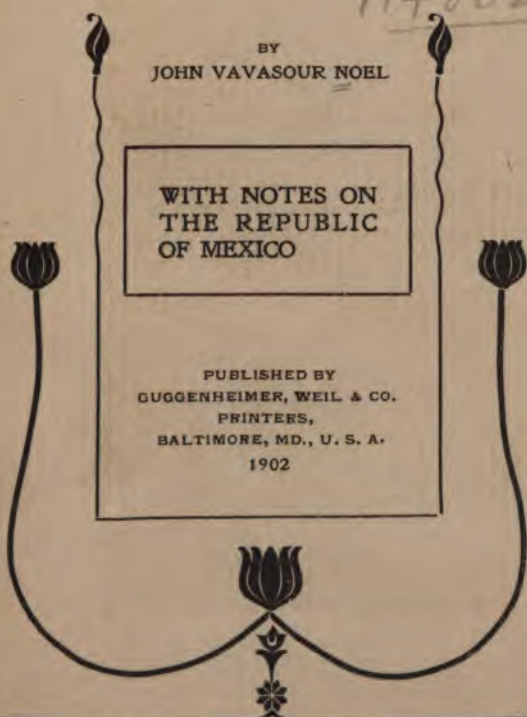 BY
JOHN VAVASOUR NOEL
WITH NOTES ON
THE REPUBLIC
OF MEXICO
PUBLISHED BY
GUGGENHEIMER, WEIL & CO.
PRINTERS,
BALTIMORE, MD., U. S. A.
1902